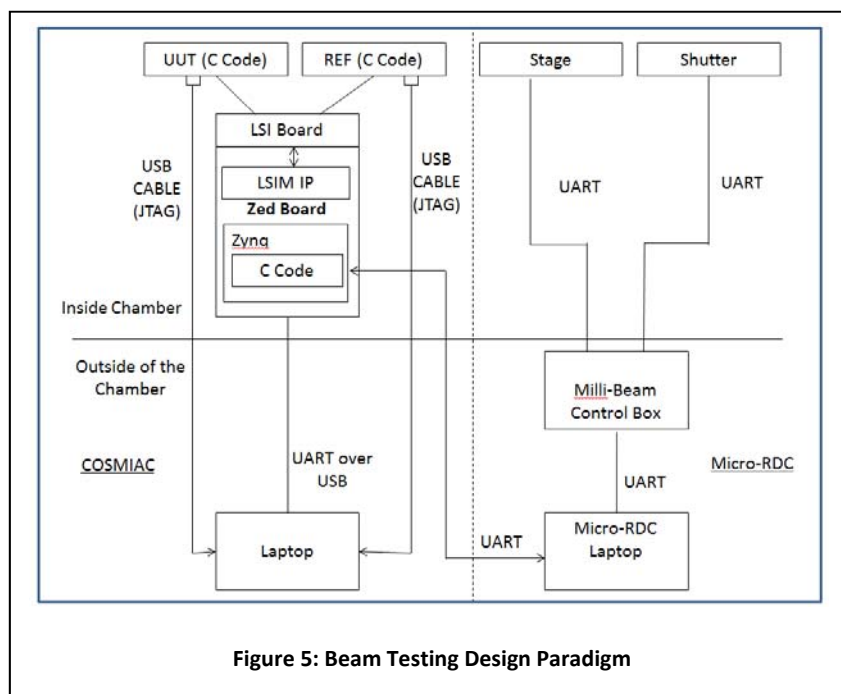 UUT (C Code)
REF (C Code)
Stage
Shutter
LSI Board
USB
CABLE
(JTAG)
LSIM IP
Zed Board
USB
CABLE
(JTAG)
UART
UART
Zynq
C Code
Inside Chamber
Outside of the
Chamber
Milli-Beam
Control Box
COSMIAC
UART over
USB
UART
Micro-RDC
Laptop
UART
Micro-RDC
Laptop
Figure 5: Beam Testing Design Paradigm